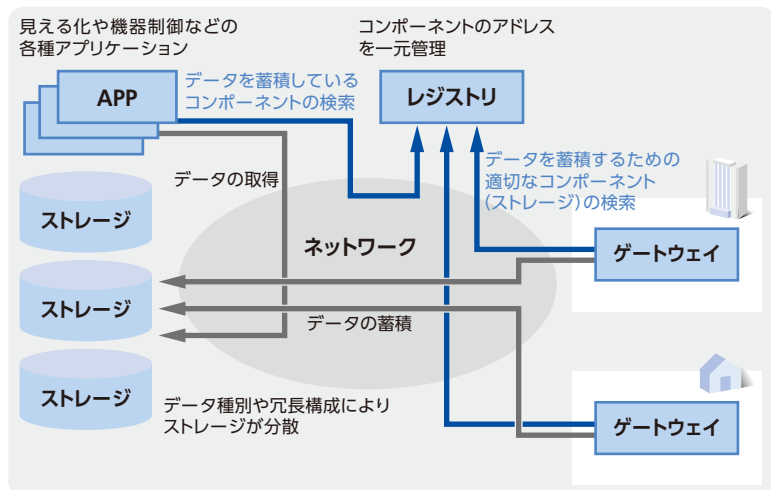 見える化や機器制御などの
各種アプリケーション
コンポーネントのアドレス
を一元管理
APP
データを蓄積している
コンポーネントの検索
レジストリ
データを蓄積するための
適切なコンポーネント
(ストレージ)の検索
データの取得
ストレージ
ネットワーク
ゲートウェイ
ストレージ
データの蓄積
ストレージ
データ種別や冗長構成により
ストレージが分散
ゲートウェイ